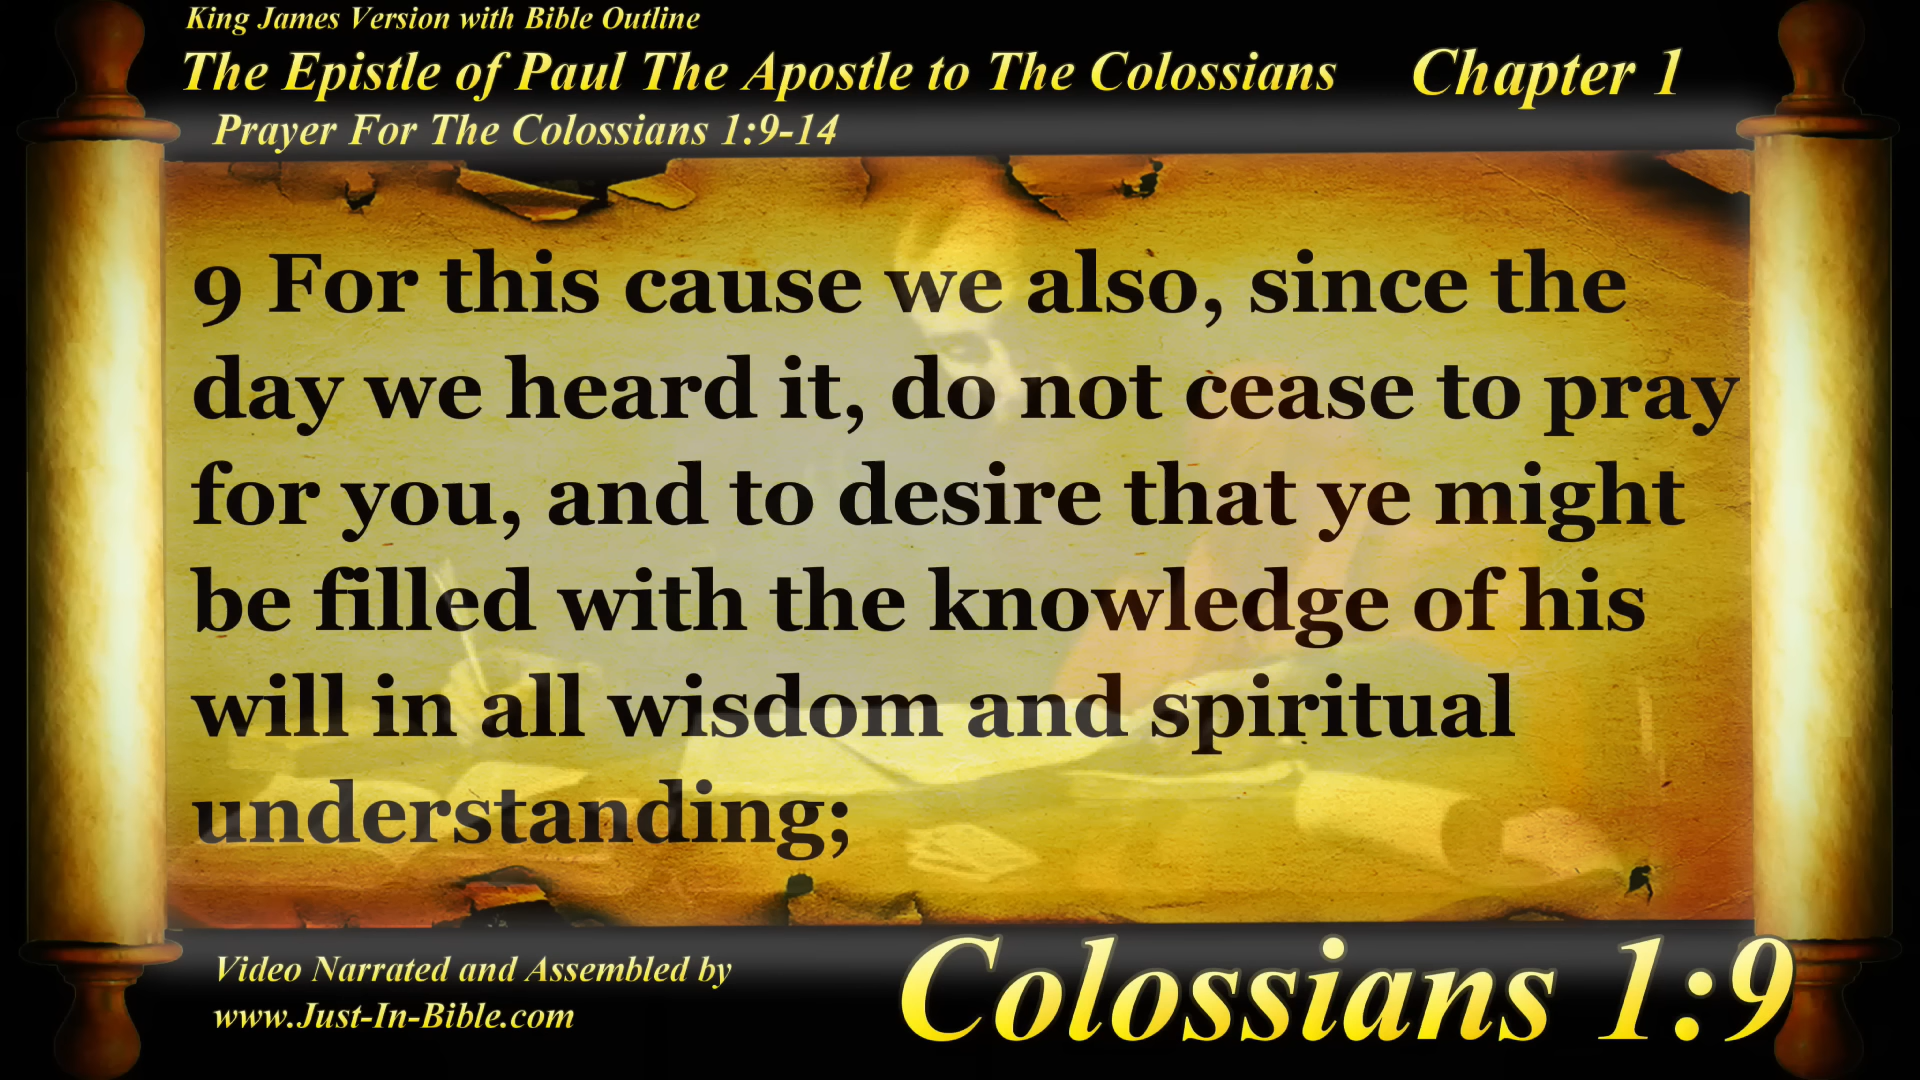 King James Version with Bible Outline
The Epistle of Paul The Apostle to The Colossians Chapter 1
Prayer For The Colossians 1:9-14
9 For this cause we also, since the
day we heard it, do not cease to pray
for you, and to desire that ye might
be filled with the knowledge of his
will in all wisdom and spiritual
understanding;
Video Narrated and Assembled by
www.Just-In-Bible.com
Colossians 1:9